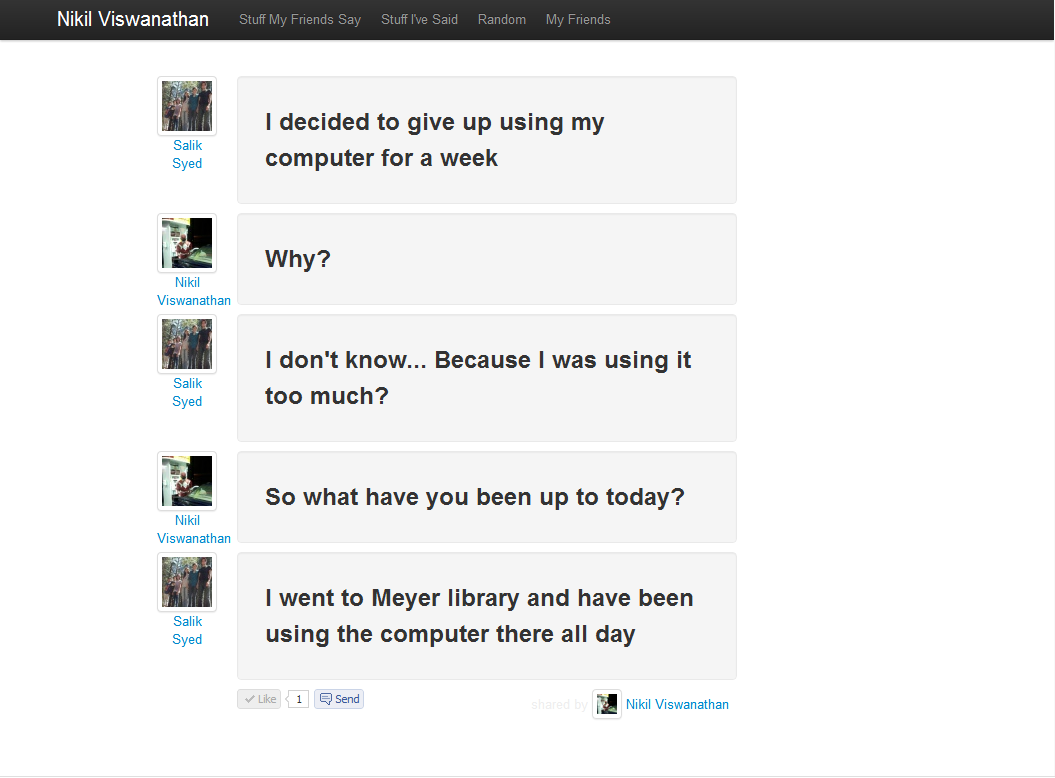 Nikil Viswanathan Stuff My Friends Say Stuff I've Said Random My Friends
I decided to give up using my
computer for a week
Salik
Syed
Why?
Nikil
Viswanathan
I don't know... Because I was using it
too much?
Salik
Syed
So what have you been up to today?
Nikil
Viswanathan
I went to Meyer library and have been
using the computer there all day
Salik
Syed
Like 1 Send shared by Nikil Viswanathan